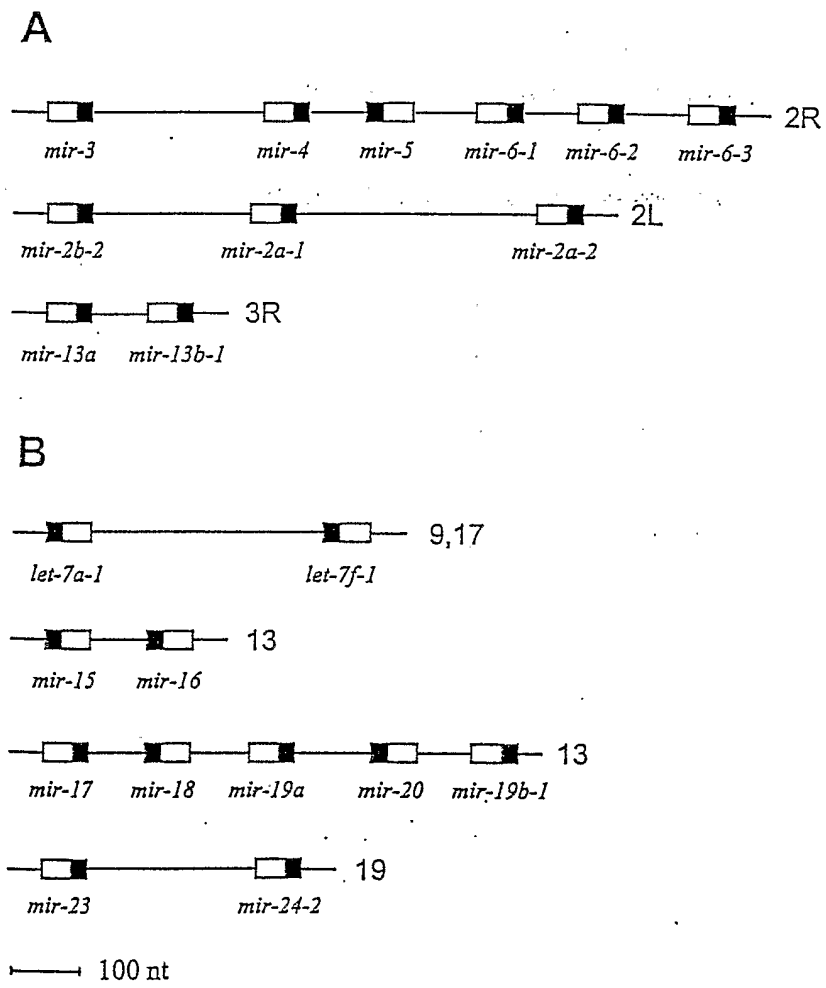 A
2R
mir-3 mir-4 mir-5 mir-6-1 mir-6-2 mir-6-3
2L
mir-2b-2 mir-2a-1 mir-2a-2
3R
mir-13a mir-13b-1
B
9,17
let-7a-1 let-7f-1
13
mir-15 mir-16
13
mir-17 mir-18 mir-19a mir-20 mir-19b-1
19
mir-23 mir-24-2
100 nt